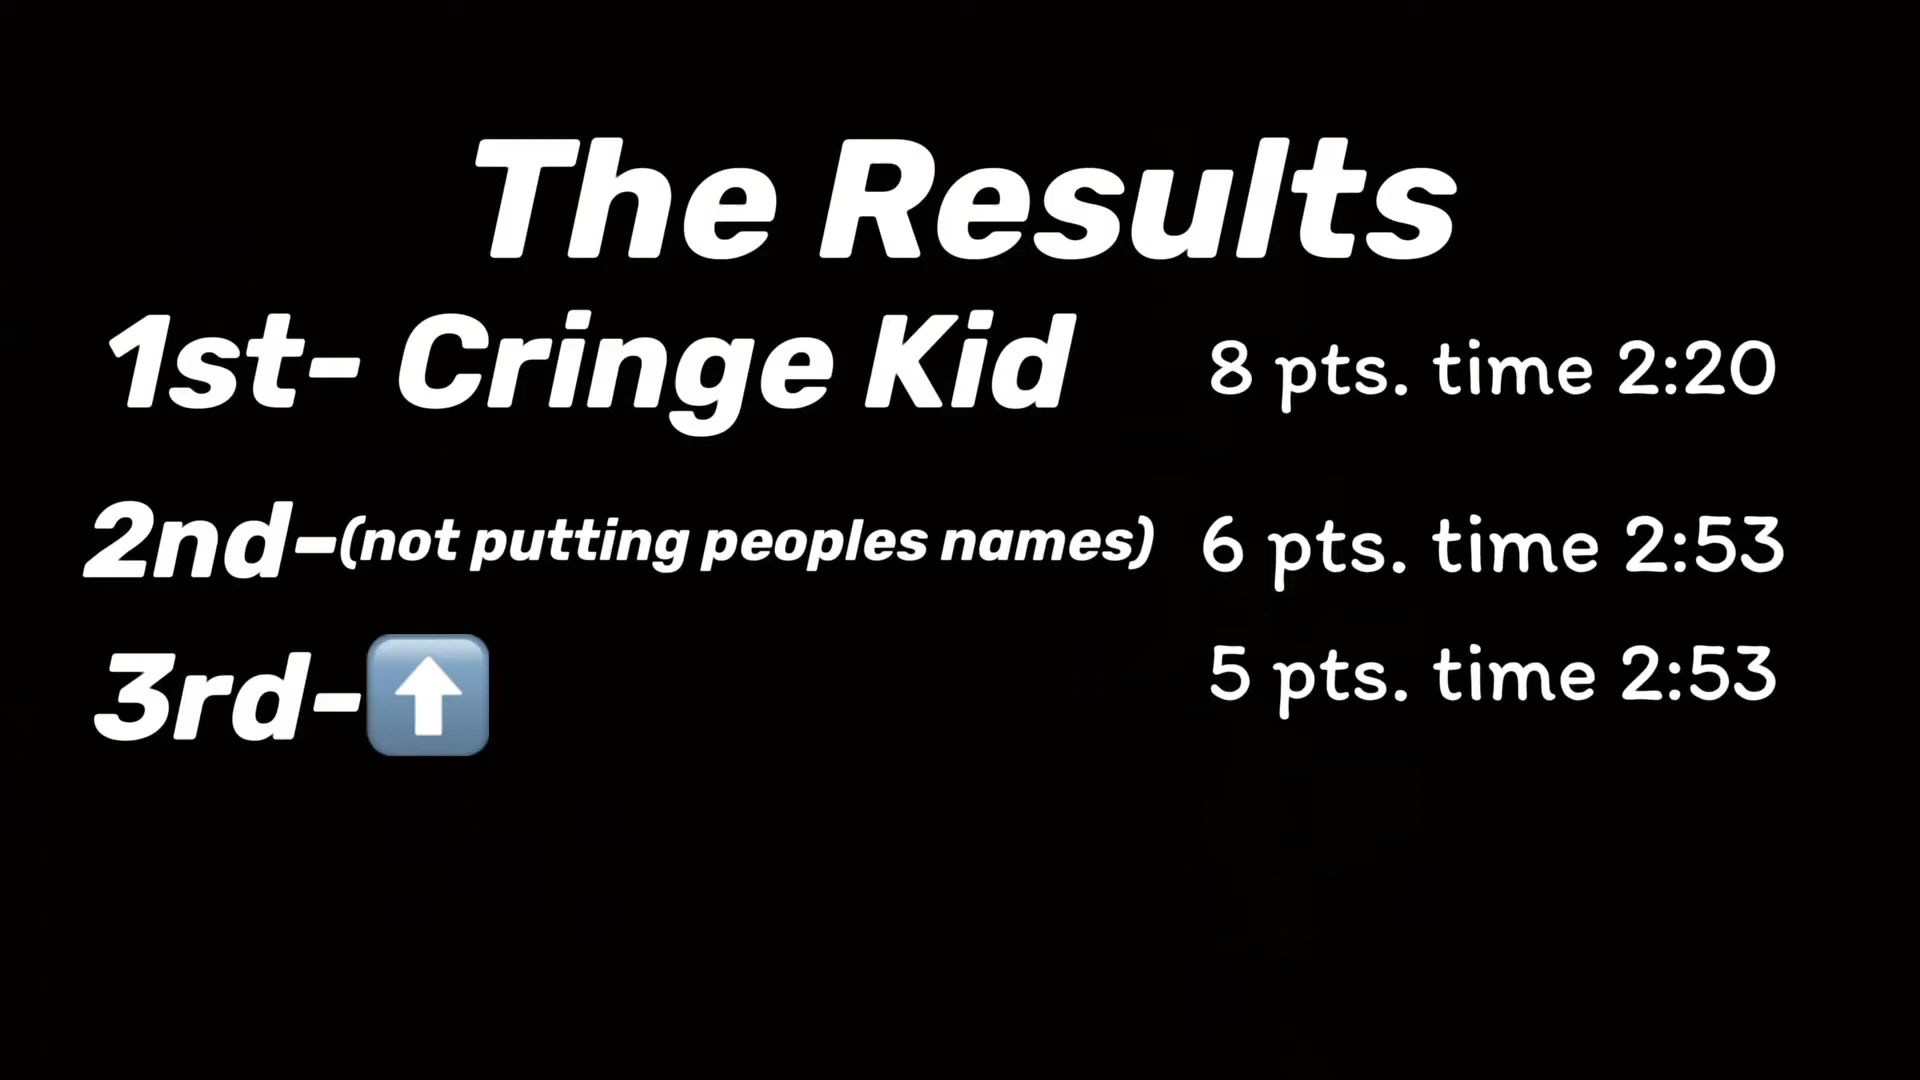 The Results
1st- Cringe Kid 8 pts. time 2:20
2nd-(not putting peoples names) 6 pts. time 2:53
3rd-⬆️ 5 pts. time 2:53